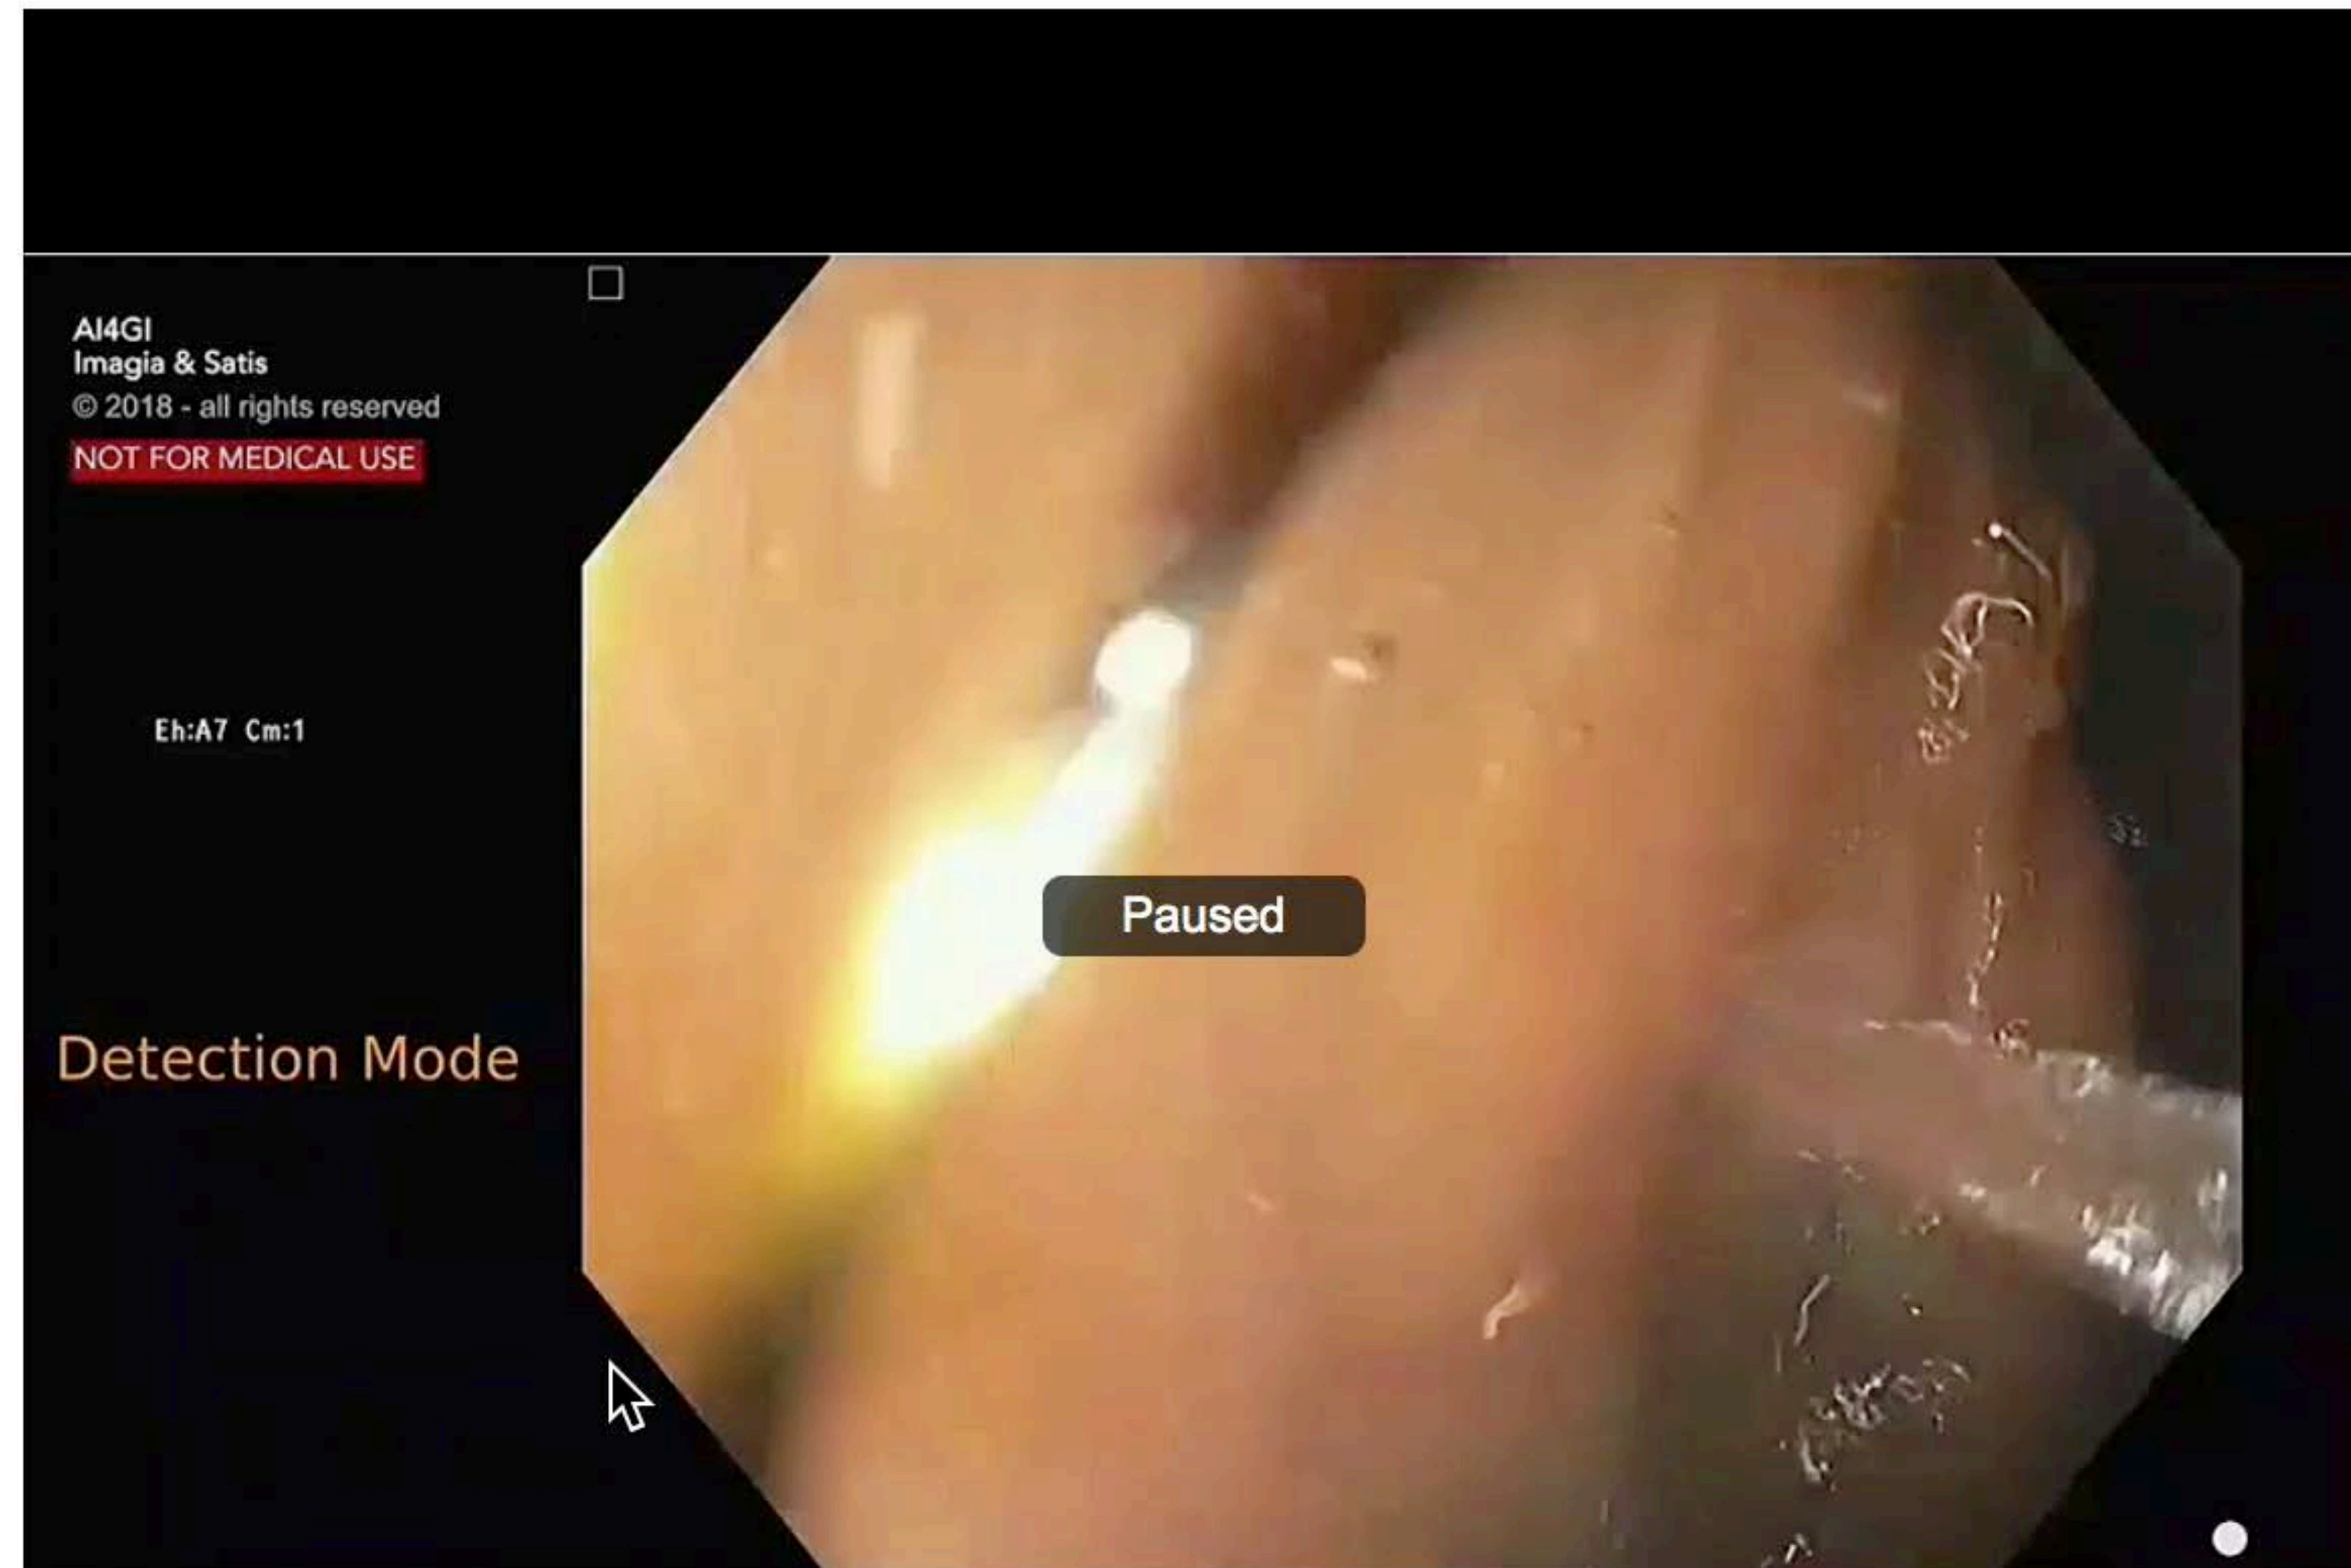 AI4GI
Imagia & Satis
© 2018 - all rights reserved
NOT FOR MEDICAL USE
Eh:A7 Cm:1
Paused
Detection Mode